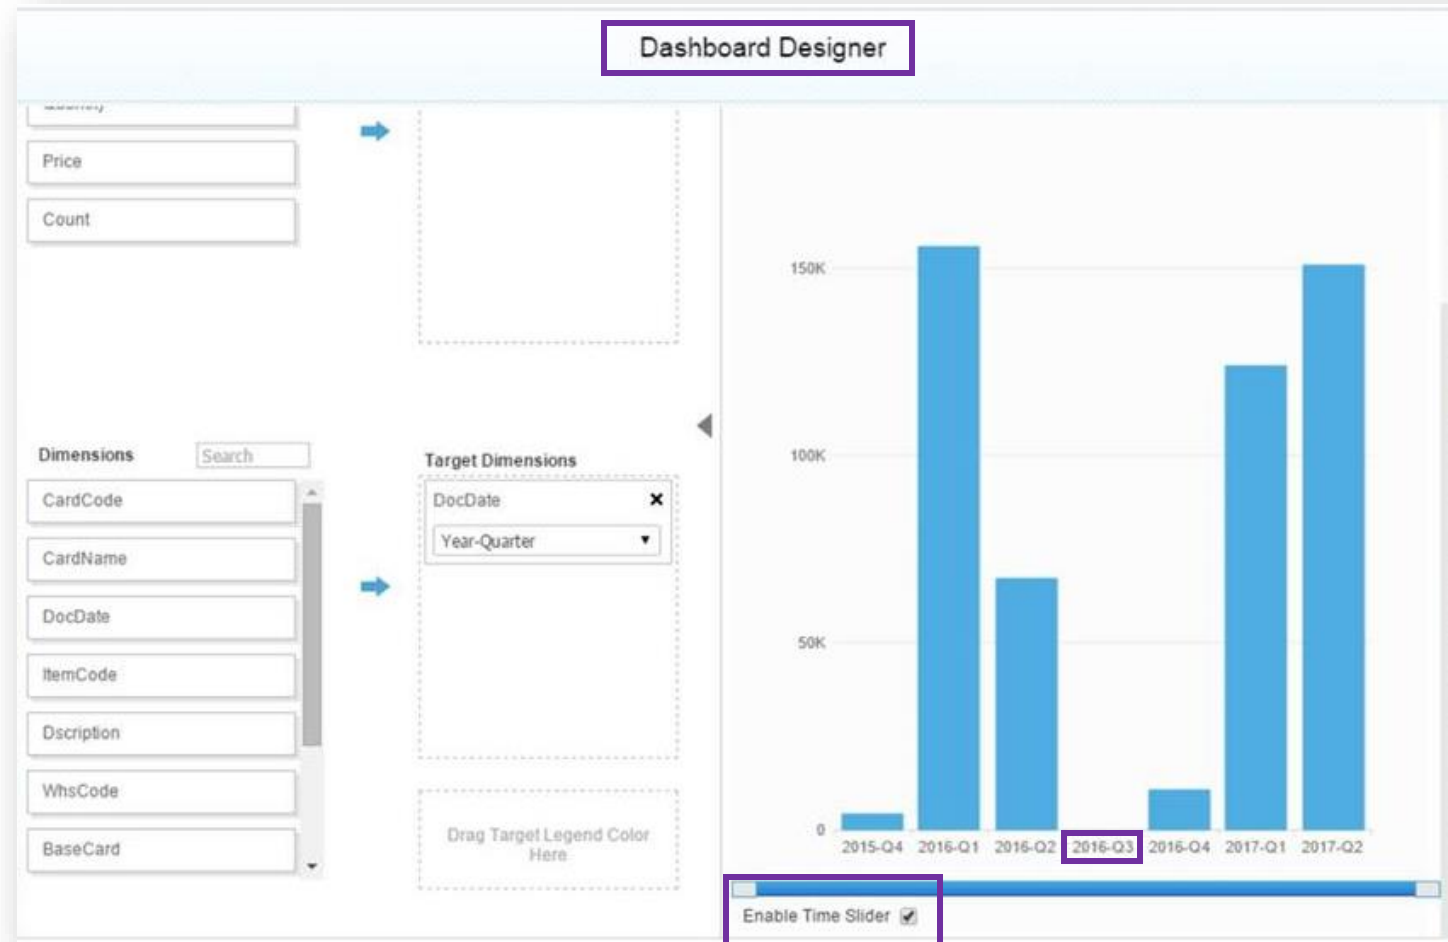 Dashboard Designer
Price
Count
Dimensions
Search
CardCode
CardName
DocDate
ItemCode
Dscription
WhsCode
BaseCard
Target Dimensions
DocDate
Year-Quarter
Drag Target Legend Color
Here
150K
100K
50K
0
2015-Q4 2016-Q1 2016-Q2 2016-Q3 2016-Q4 2017-Q1 2017-Q2
Enable Time Slider